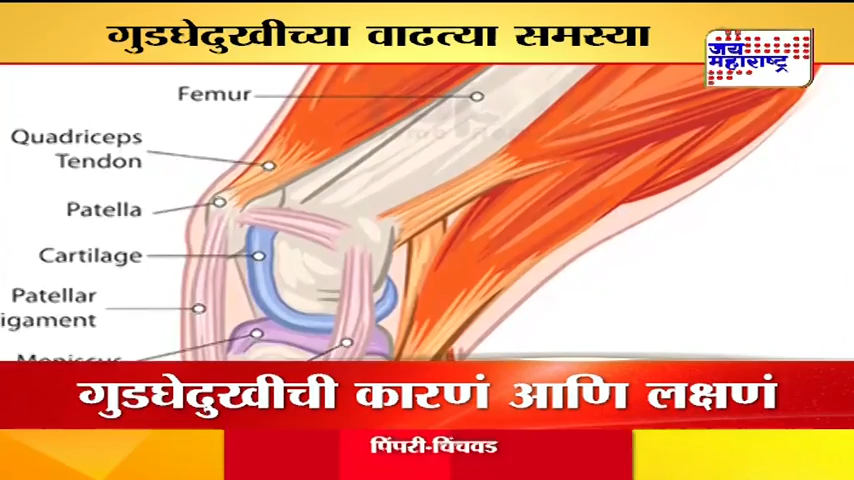 गुडघेदुखीच्या वाढत्या समस्या
जय
महाराष्ट्र
Femur
Quadriceps
Tendon
Patella
Cartilage
Patellar
igament
Meniscus
गुडघेदुखीची कारणं आणि लक्षणं
पिंपरी-चिंचवड